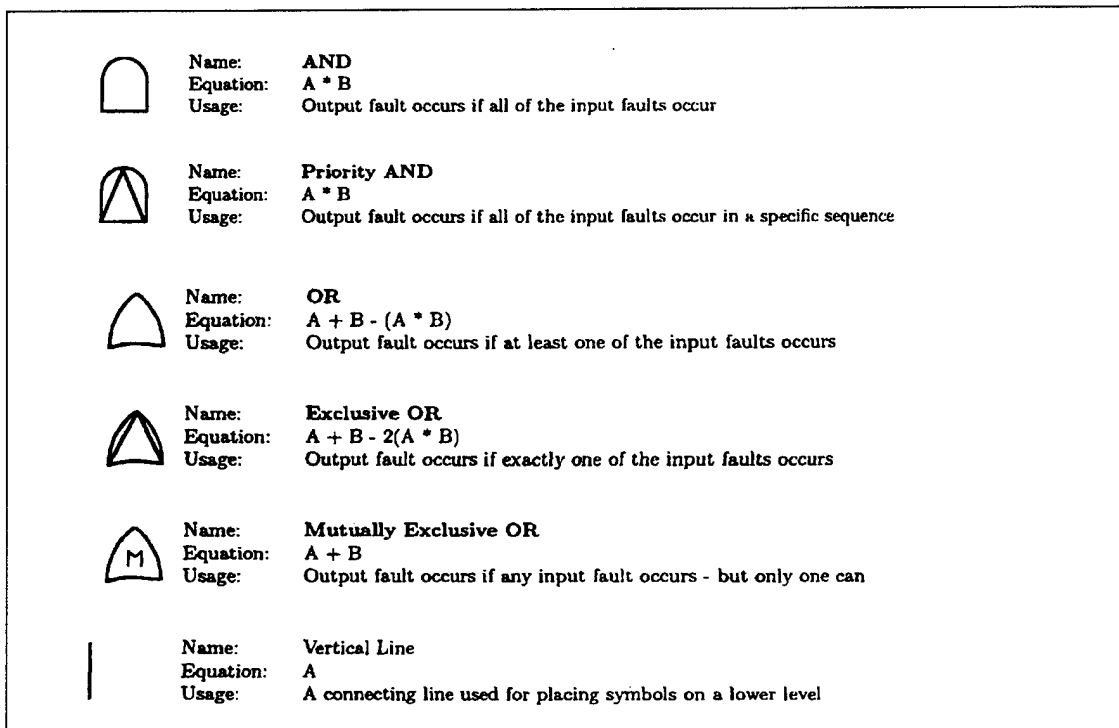 Name: AND
Equation: A * B
Usage: Output fault occurs if all of the input faults occur
Name: Priority AND
Equation: A * B
Usage: Output fault occurs if all of the input faults occur in a specific sequence
Name: OR
Equation: A + B - (A * B)
Usage: Output fault occurs if at least one of the input faults occurs
Name: Exclusive OR
Equation: A + B - 2(A * B)
Usage: Output fault occurs if exactly one of the input faults occurs
Name: Mutually Exclusive OR
M Equation: A + B
Usage: Output fault occurs if any input fault occurs - but only one can
Name: Vertical Line
Equation: A
Usage: A connecting line used for placing symbols on a lower level